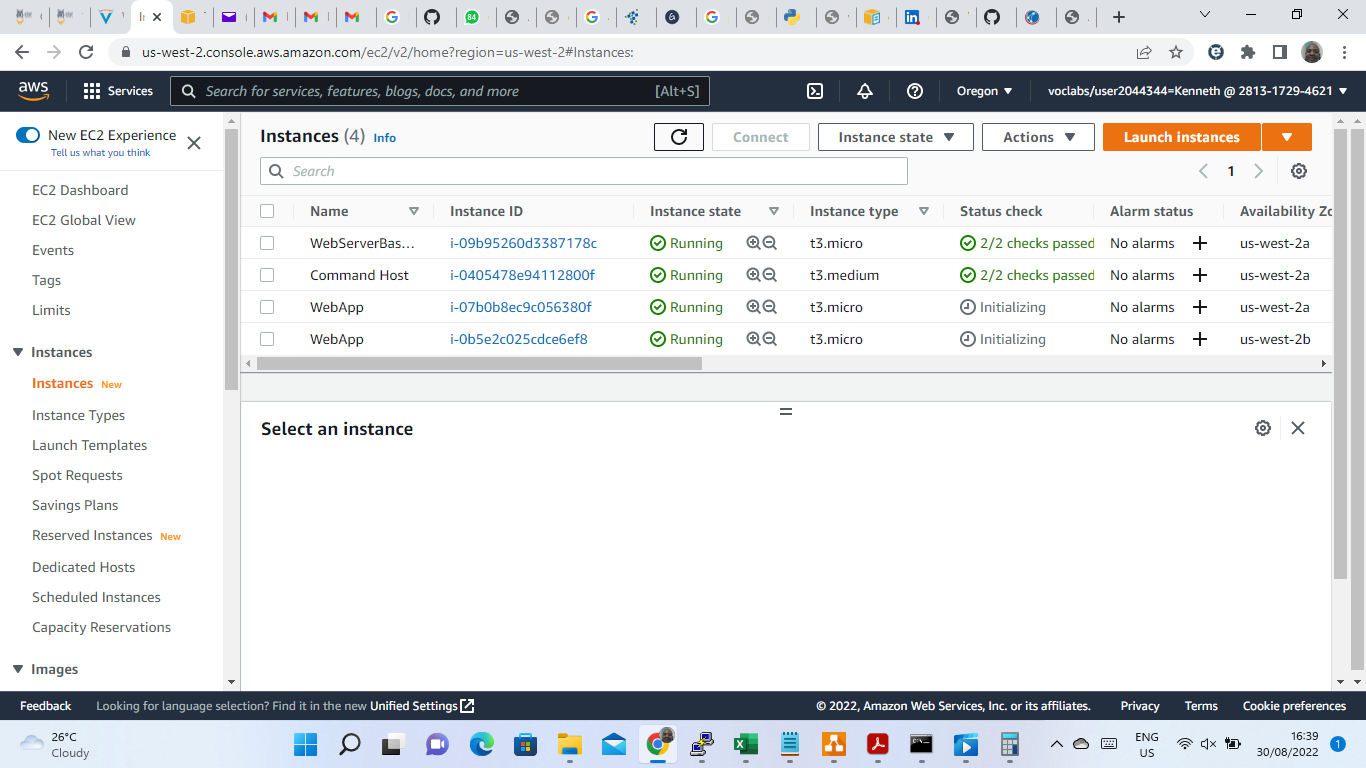 us-west-2.console.aws.amazon.com/ec2/v2/home?region=us-west-2#Instances:
aws
Services
Search for services, features, blogs, docs, and more
[Alt+S]
Oregon
voclabs/user2044344=Kenneth @ 2813-1729-4621
New EC2 Experience
Tell us what you think
EC2 Dashboard
EC2 Global View
Events
Tags
Limits
Instances
Instances New
Instance Types
Launch Templates
Spot Requests
Savings Plans
Reserved Instances New
Dedicated Hosts
Scheduled Instances
Capacity Reservations
Images
Instances (4) Info
Connect
Instance state
Actions
Launch instances
Search
1
Name Instance ID Instance state Instance type Status check Alarm status Availability Zo
WebServerBas... i-09b95260d3387178c Running t3.micro 2/2 checks passed No alarms us-west-2a
Command Host i-0405478e94112800f Running t3.medium 2/2 checks passed No alarms us-west-2a
WebApp i-07b0b8ec9c056380f Running t3.micro Initializing No alarms us-west-2a
WebApp i-0b5e2c025cdce6ef8 Running t3.micro Initializing No alarms us-west-2b
Select an instance
Feedback Looking for language selection? Find it in the new Unified Settings © 2022, Amazon Web Services, Inc. or its affiliates. Privacy Terms Cookie preferences
26°C
Cloudy
ENG
US
16:39
30/08/2022
1